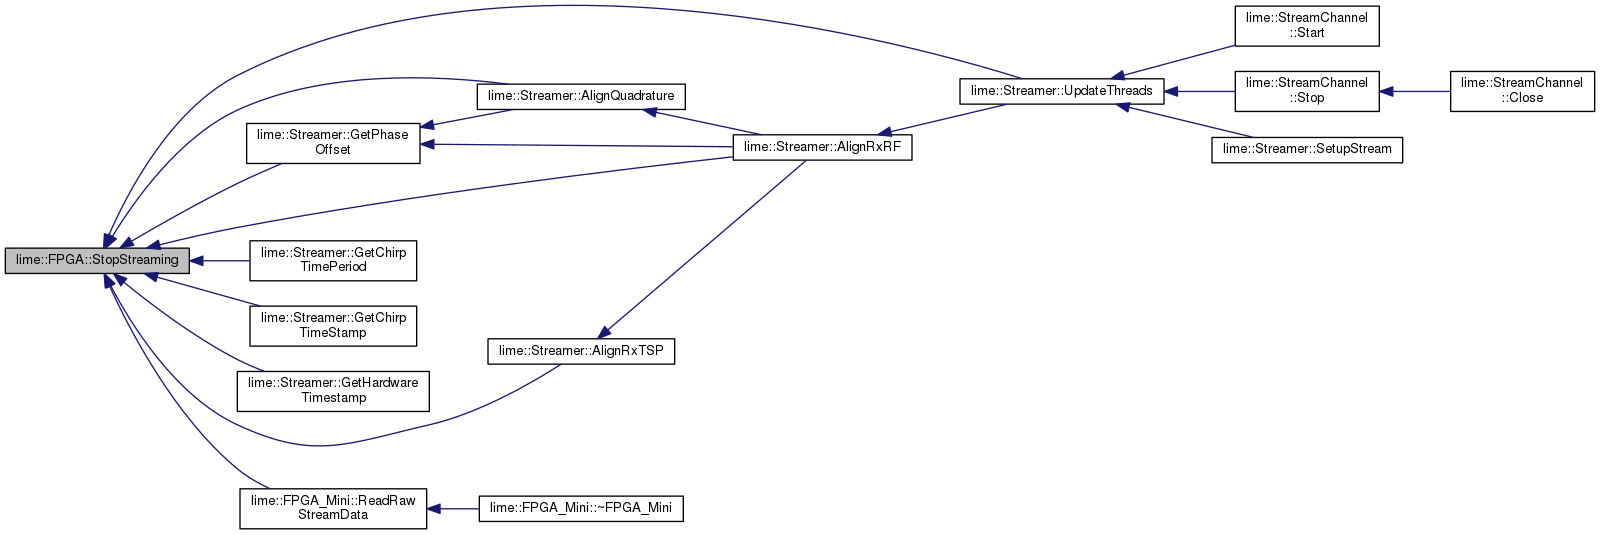 lime::StreamChannel
::Start
lime::Streamer::AlignQuadrature
lime::Streamer::UpdateThreads
lime::StreamChannel
::Stop
lime::StreamChannel
::Close
lime::Streamer::GetPhase
Offset
lime::Streamer::AlignRxRF
lime::Streamer::SetupStream
lime::FPGA::StopStreaming
lime::Streamer::GetChirp
TimePeriod
lime::Streamer::GetChirp
TimeStamp
lime::Streamer::AlignRxTSP
lime::Streamer::GetHardware
Timestamp
lime::FPGA_Mini::ReadRaw
StreamData
lime::FPGA_Mini::~FPGA_Mini